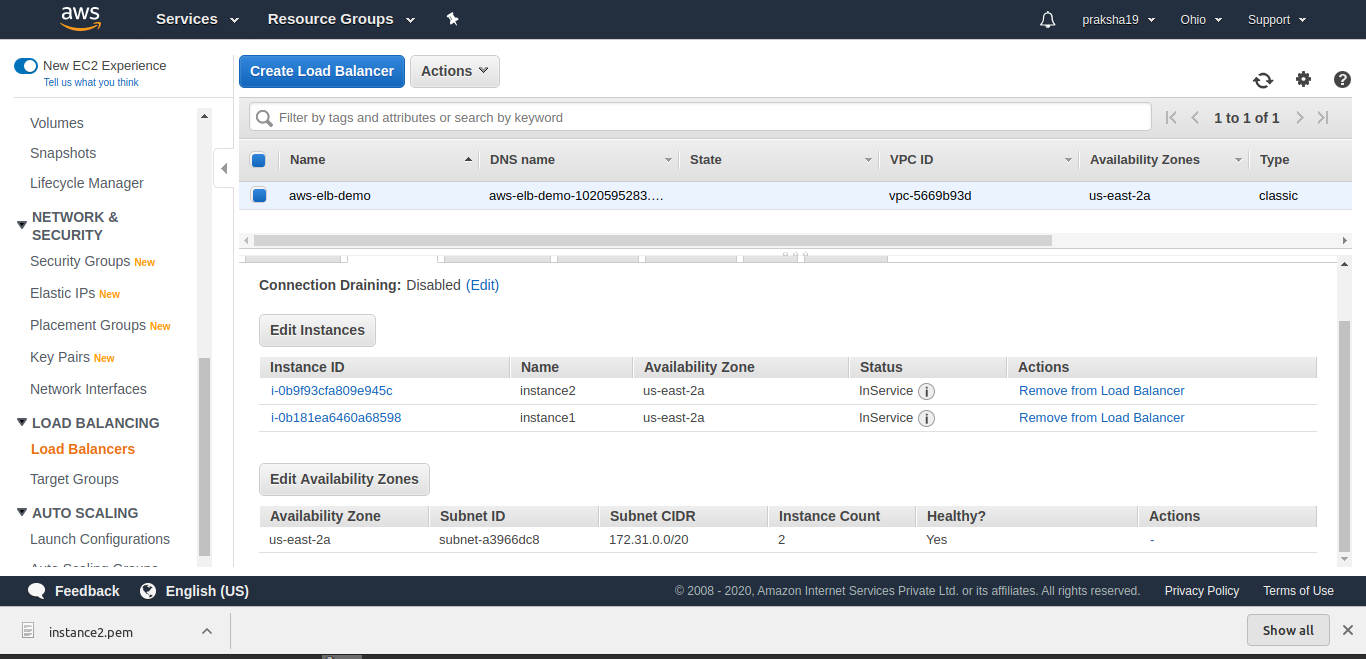 aws Services Resource Groups praksha19 Ohio Support
New EC2 Experience
Tell us what you think
Volumes
Snapshots
Lifecycle Manager
NETWORK &
SECURITY
Security Groups New
Elastic IPs New
Placement Groups New
Key Pairs New
Network Interfaces
LOAD BALANCING
Load Balancers
Target Groups
AUTO SCALING
Launch Configurations
Auto Scaling Groups
Create Load Balancer Actions
Filter by tags and attributes or search by keyword 1 to 1 of 1
Name DNS name State VPC ID Availability Zones Type
aws-elb-demo aws-elb-demo-1020595283.... vpc-5669b93d us-east-2a classic
Connection Draining: Disabled (Edit)
Edit Instances
Instance ID Name Availability Zone Status Actions
i-0b9f93cfa809e945c instance2 us-east-2a InService i Remove from Load Balancer
i-0b181ea6460a68598 instance1 us-east-2a InService i Remove from Load Balancer
Edit Availability Zones
Availability Zone Subnet ID Subnet CIDR Instance Count Healthy? Actions
us-east-2a subnet-a3966dc8 172.31.0.0/20 2 Yes -
Feedback English (US) © 2008 - 2020, Amazon Internet Services Private Ltd. or its affiliates. All rights reserved. Privacy Policy Terms of Use
instance2.pem Show all